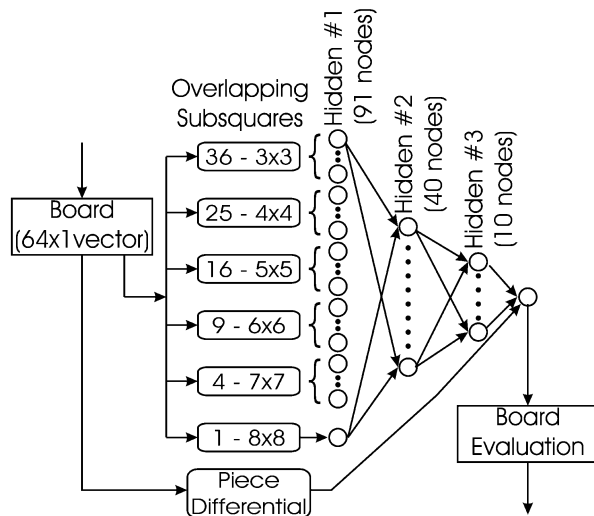 Overlapping
Subsquares
Hidden #1
(91 nodes)
Hidden #2
(40 nodes)
Hidden #3
(10 nodes)
36 - 3x3
25 - 4x4
16 - 5x5
9 - 6x6
4 - 7x7
1 - 8x8
Board
(64x1vector)
Piece
Differential
Board
Evaluation